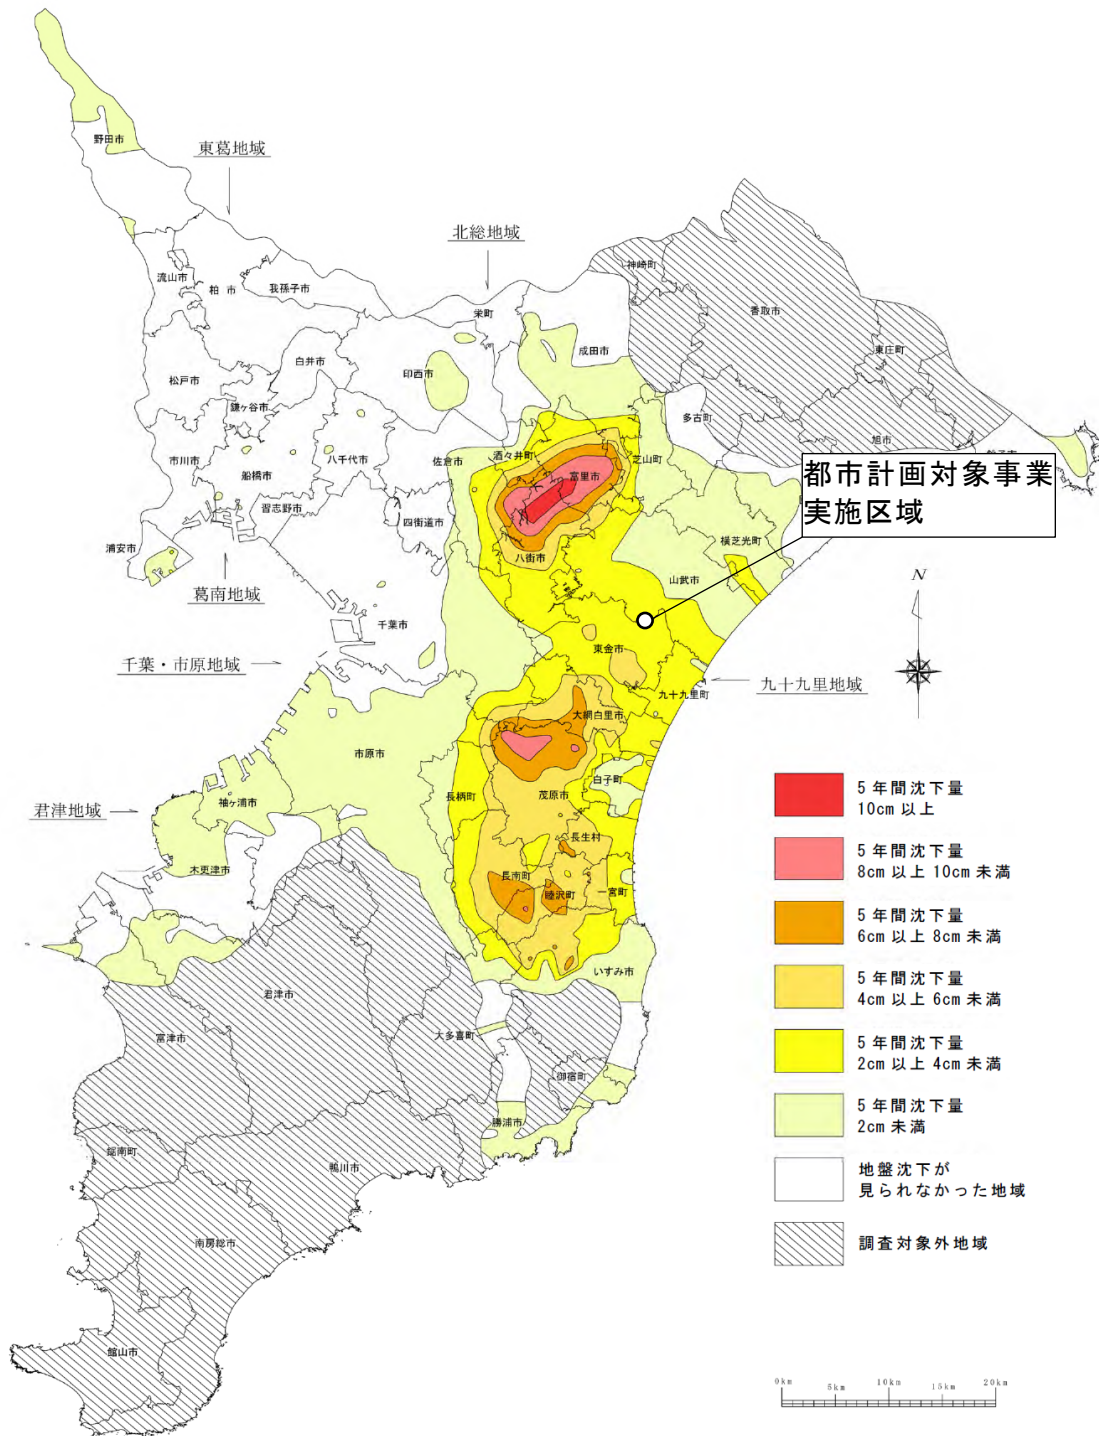 野田市
東葛地域
北総地域
神崎町
流山市
柏市
我孫子市
栄町
香取市
成田市
東庄町
白井市
印西市
松戸市
鎌ヶ谷市
多古町
旭市
市川市
船橋市
八千代市
佐倉市
酒々井町
富里市
芝山町
都市計画対象事業
実施区域
習志野市
四街道市
浦安市
八街市
横芝光町
山武市
葛南地域
千葉市
N
東金市
千葉・市原地域
九十九里町
九十九里地域
大網白里市
市原市
白子町
袖ヶ浦市
長柄町
茂原市
君津地域
長生村
木更津市
長南町
睦沢町
一宮町
いすみ市
君津市
富津市
大多喜町
御宿町
勝浦市
鋸南町
鴨川市
南房総市
館山市
5年間沈下量
10cm以上
5年間沈下量
8cm以上10cm未満
5年間沈下量
6cm以上8cm未満
5年間沈下量
4cm以上6cm未満
5年間沈下量
2cm以上4cm未満
5年間沈下量
2cm未満
地盤沈下が
見られなかった地域
調査対象外地域
0km 5km 10km 15km 20km